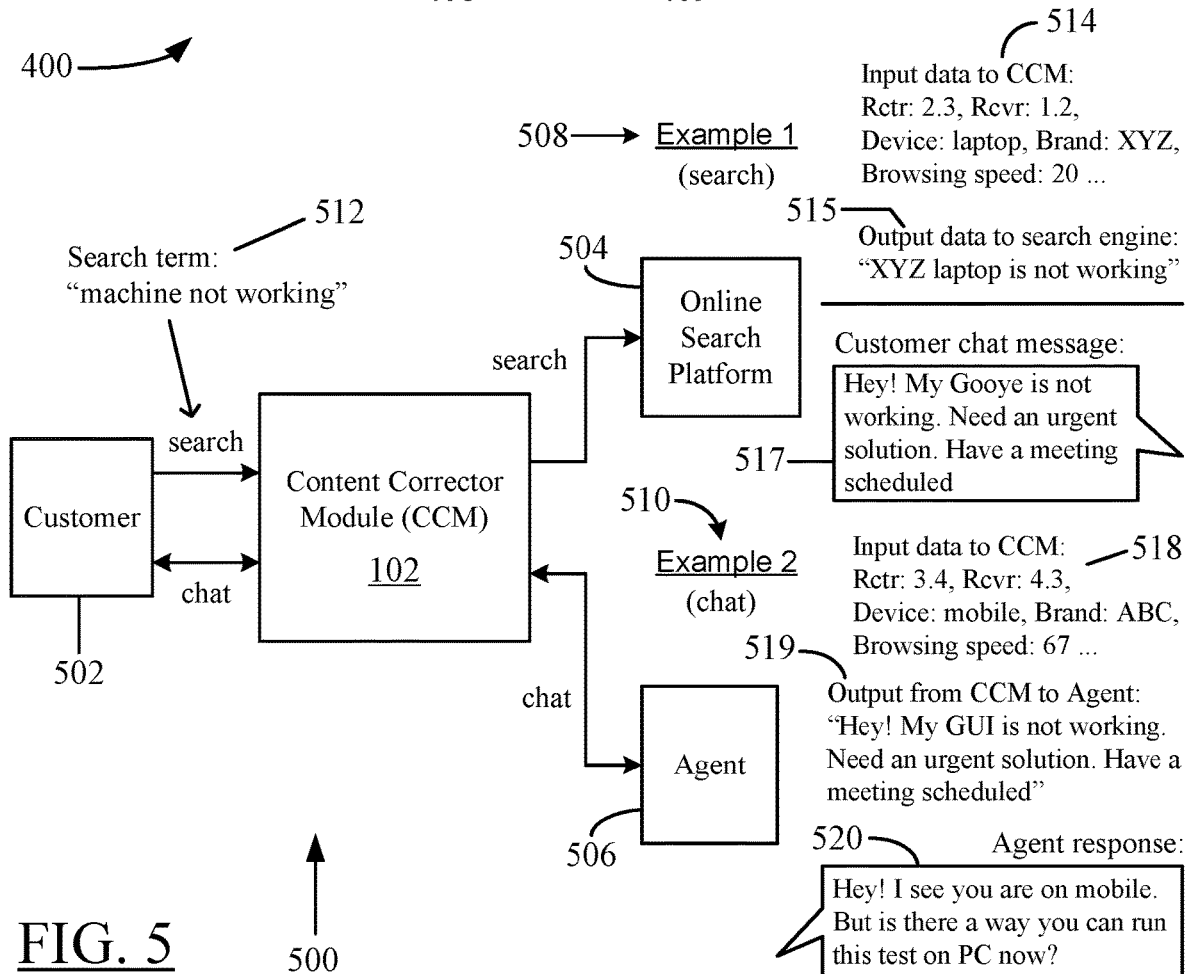 400
514
Input data to CCM:
Rctr: 2.3, Rcvr: 1.2,
Device: laptop, Brand: XYZ,
Browsing speed: 20 ...
508
Example 1
(search)
515
Output data to search engine:
“XYZ laptop is not working”
512
Search term:
“machine not working”
504
Online
Search
Platform
search
search
Customer
chat
502
Content Corrector
Module (CCM)
102
Customer chat message:
Hey! My Gooye is not
working. Need an urgent
solution. Have a meeting
scheduled
517
510
Example 2
(chat)
Input data to CCM:
518
Rctr: 3.4, Rcvr: 4.3,
Device: mobile, Brand: ABC,
Browsing speed: 67 ...
519
Output from CCM to Agent:
“Hey! My GUI is not working.
Need an urgent solution. Have a
meeting scheduled”
chat
Agent
506
520
Agent response:
Hey! I see you are on mobile.
But is there a way you can run
this test on PC now?
FIG. 5
500